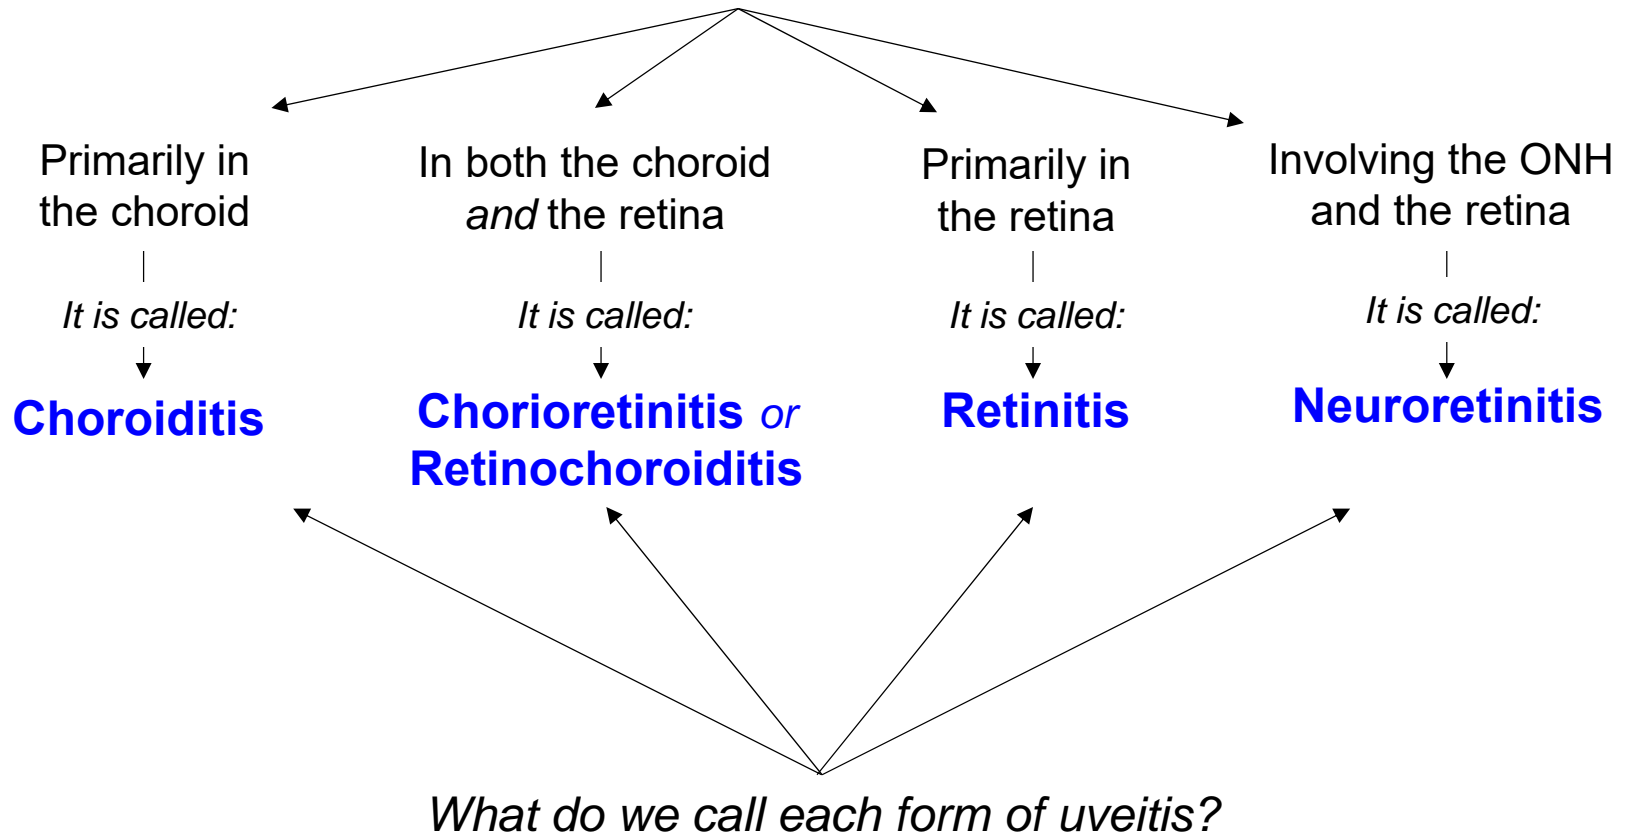 Primarily in
the choroid
It is called:
Choroiditis
In both the choroid
and the retina
It is called:
Chorioretinitis or
Retinochoroiditis
Primarily in
the retina
It is called:
Retinitis
Involving the ONH
and the retina
It is called:
Neuroretinitis
What do we call each form of uveitis?